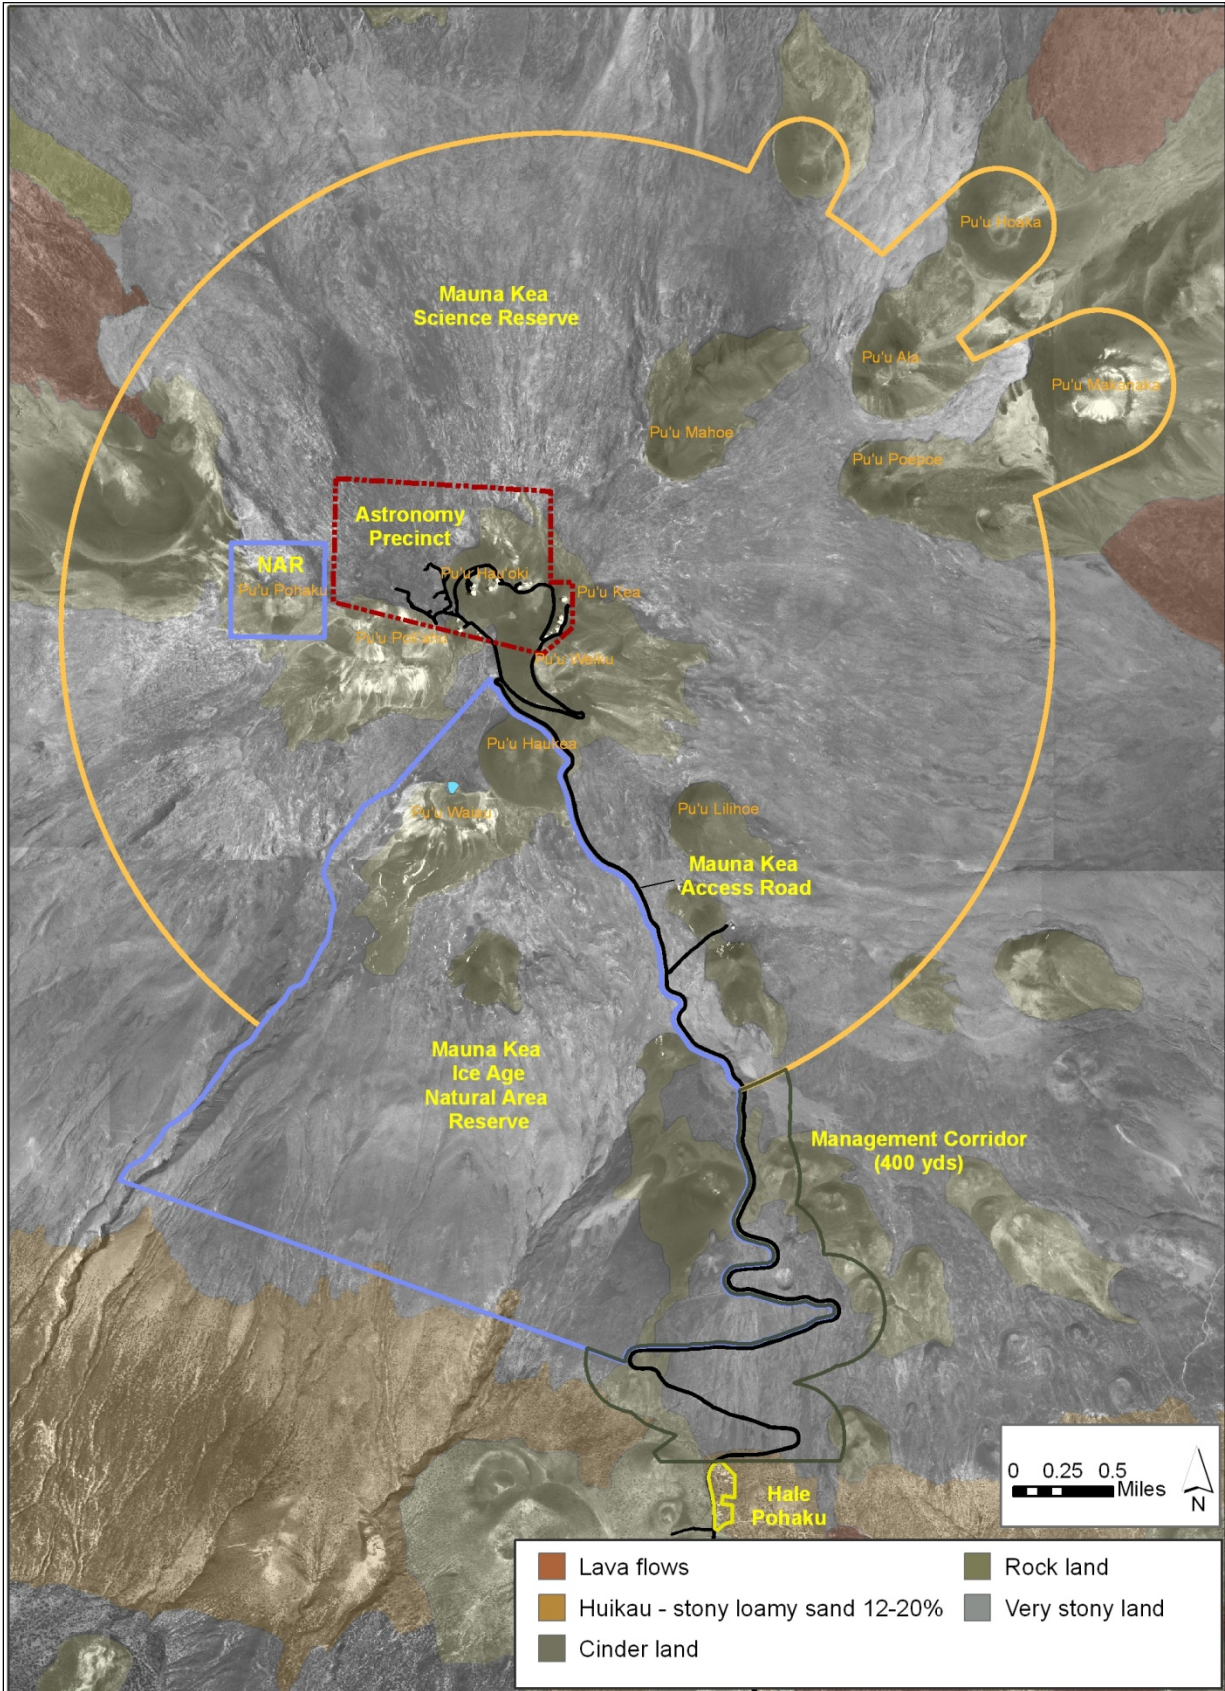 Pu'u Hoaka
Mauna Kea
Science Reserve
Pu'u Ala
Pu'u Makanaka
Pu'u Mahoe
Pu'u Poepoe
Astronomy
Precinct
NAR
Pu'u Hau'oki
Pu'u Pohaku
Pu'u Kea
Pu'u Poliahu
Pu'u Wekiu
Pu'u Haukea
Pu'u Waiau
Pu'u Lilihoe
Mauna Kea
Access Road
Mauna Kea
Ice Age
Natural Area
Reserve
Management Corridor
(400 yds)
0 0.25 0.5
Miles
N
Hale
Pohaku
Lava flows
Rock land
Huikau - stony loamy sand 12-20%
Very stony land
Cinder land